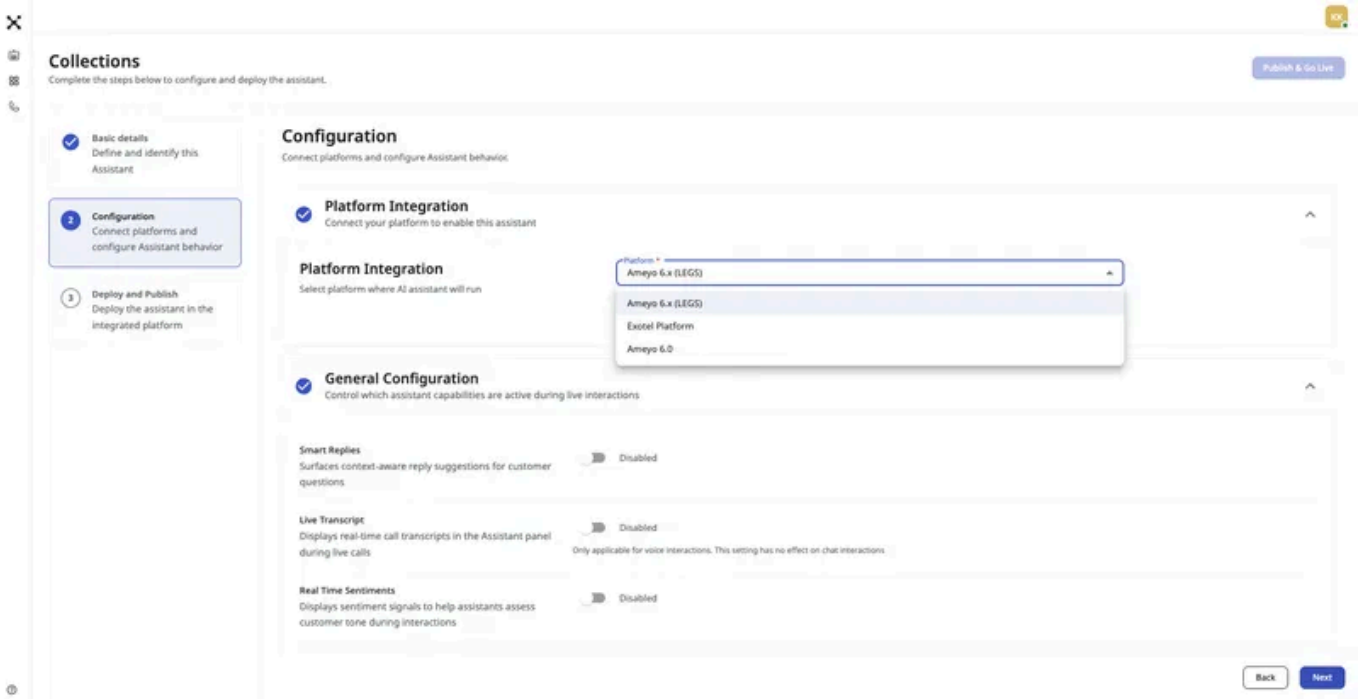 KK
Collections
Complete the steps below to configure and deploy the assistant.
Publish & Go Live
Basic details
Define and identify this
Assistant
2
Configuration
Connect platforms and
configure Assistant behavior
3
Deploy and Publish
Deploy the assistant in the
integrated platform
Configuration
Connect platforms and configure Assistant behavior.
Platform Integration
Connect your platform to enable this assistant
Platform Integration
Select platform where AI assistant will run
Platform *
Ameyo 6.x (LEGS)
Ameyo 6.x (LEGS)
Exotel Platform
Ameyo 6.0
General Configuration
Control which assistant capabilities are active during live interactions
Smart Replies
Surfaces context-aware reply suggestions for customer
questions
Disabled
Live Transcript
Displays real-time call transcripts in the Assistant panel
during live calls
Disabled
Only applicable for voice interactions. This setting has no effect on chat interactions
Real Time Sentiments
Displays sentiment signals to help assistants assess
customer tone during interactions
Disabled
Back
Next